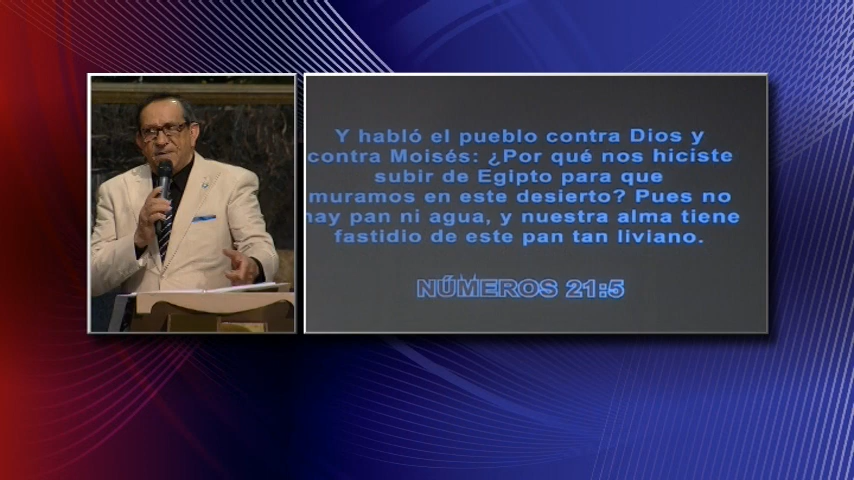 Y habló el pueblo contra Dios y
contra Moisés: ¿Por qué nos hiciste
subir de Egipto para que
muramos en este desierto? Pues no
hay pan ni agua, y nuestra alma tiene
fastidio de este pan tan liviano.
NÚMEROS 21:5